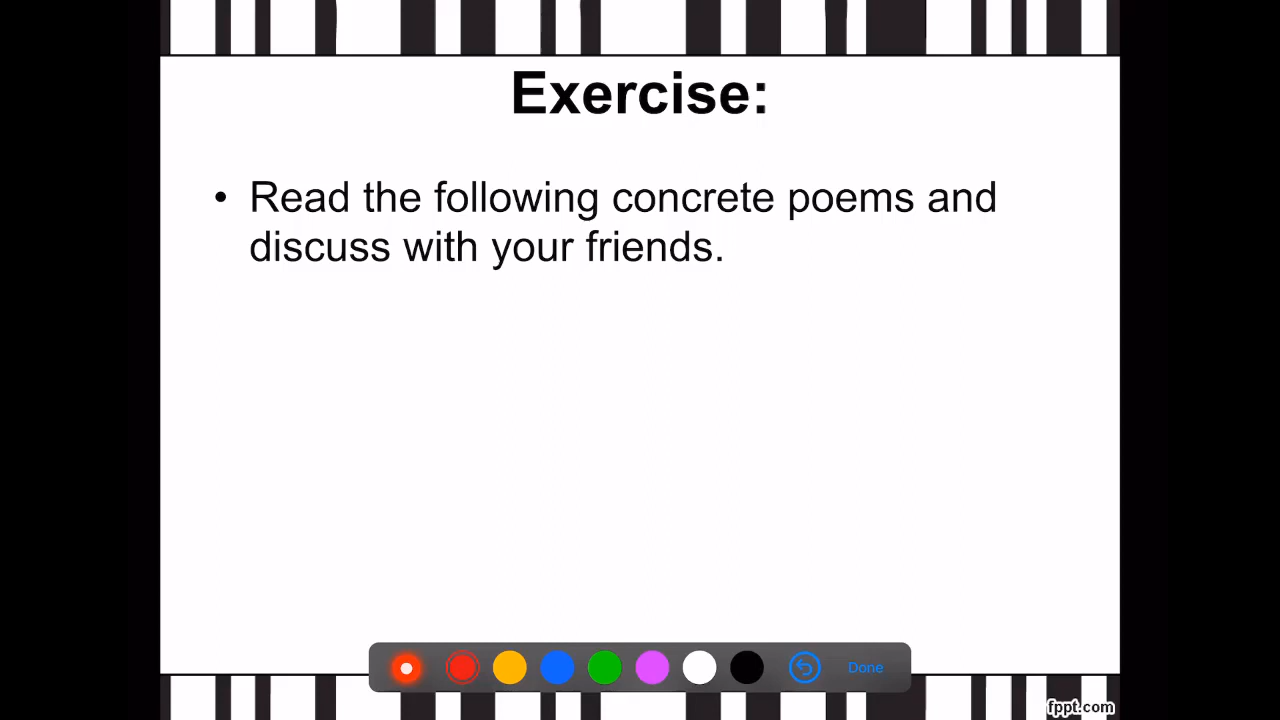 Exercise:
• Read the following concrete poems and
discuss with your friends.
Done
fppt.com